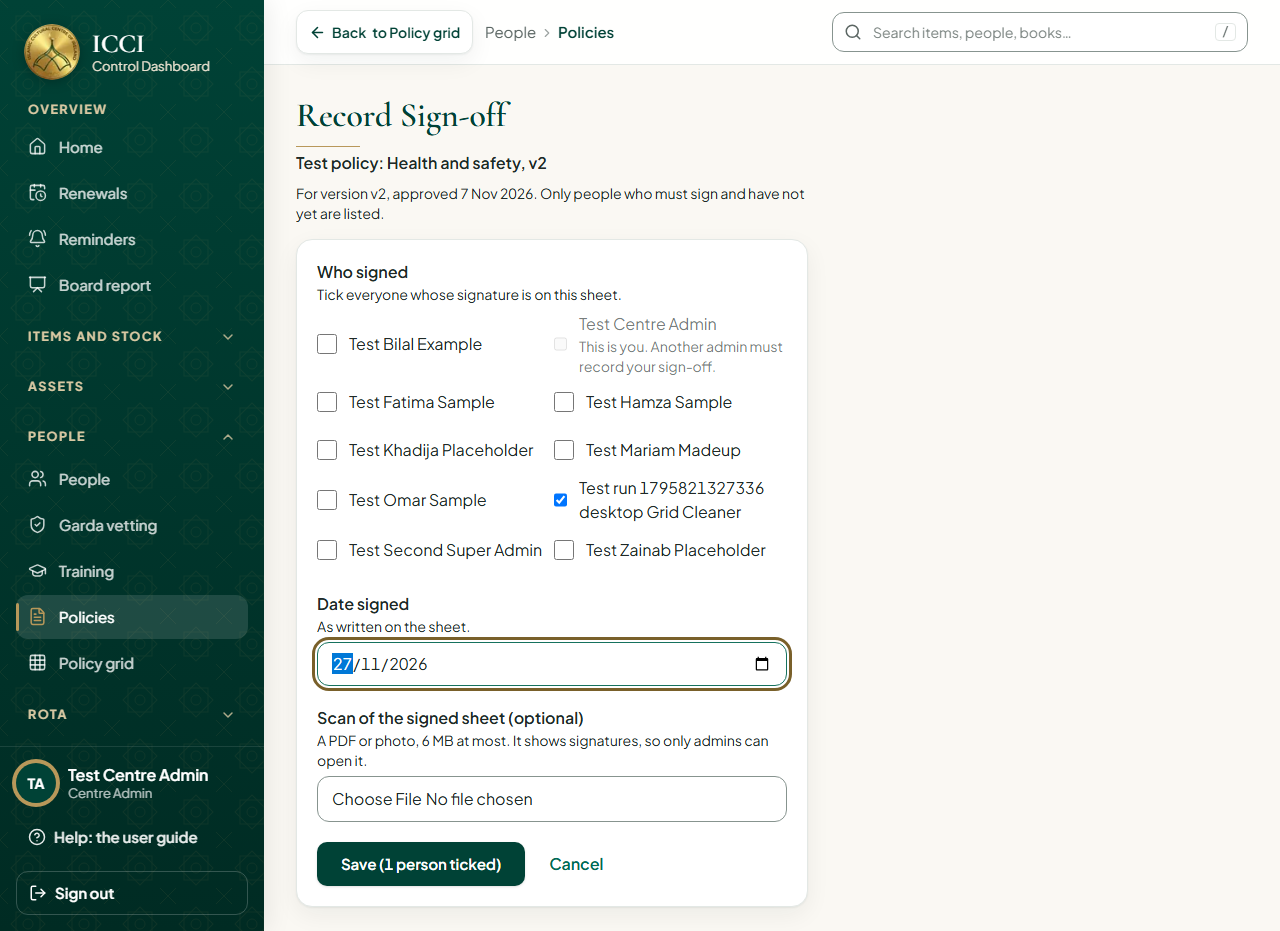 ICCI
Control Dashboard
OVERVIEW
Home
Renewals
Reminders
Board report
ITEMS AND STOCK
ASSETS
PEOPLE
People
Garda vetting
Training
Policies
Policy grid
ROTA
TA
Test Centre Admin
Centre Admin
Help: the user guide
Sign out
Back to Policy grid
People › Policies
Search items, people, books…
/
Record Sign-off
Test policy: Health and safety, v2
For version v2, approved 7 Nov 2026. Only people who must sign and have not
yet are listed.
Who signed
Tick everyone whose signature is on this sheet.
Test Bilal Example
Test Centre Admin
This is you. Another admin must
record your sign-off.
Test Fatima Sample
Test Hamza Sample
Test Khadija Placeholder
Test Mariam Madeup
Test Omar Sample
Test run 1795821327336
desktop Grid Cleaner
Test Second Super Admin
Test Zainab Placeholder
Date signed
As written on the sheet.
27/11/2026
Scan of the signed sheet (optional)
A PDF or photo, 6 MB at most. It shows signatures, so only admins can
open it.
Choose File No file chosen
Save (1 person ticked)
Cancel